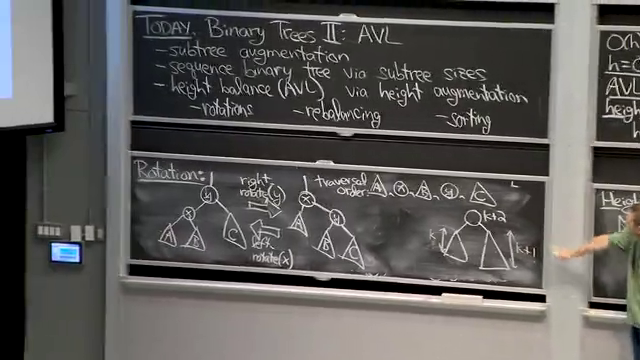 TODAY: Binary Trees II: AVL
- subtree augmentation
- sequence binary tree via subtree sizes
- height balance (AVL) via height augmentation
- rotations - rebalancing - sorting
Rotation:
right rotate(y)
left rotate(x)
y
x
A
B
C
x
y
A
B
C
traversal order: A, x, B, y, C
k+2
k
k+1
O(h
h=
AVL
height
Heig